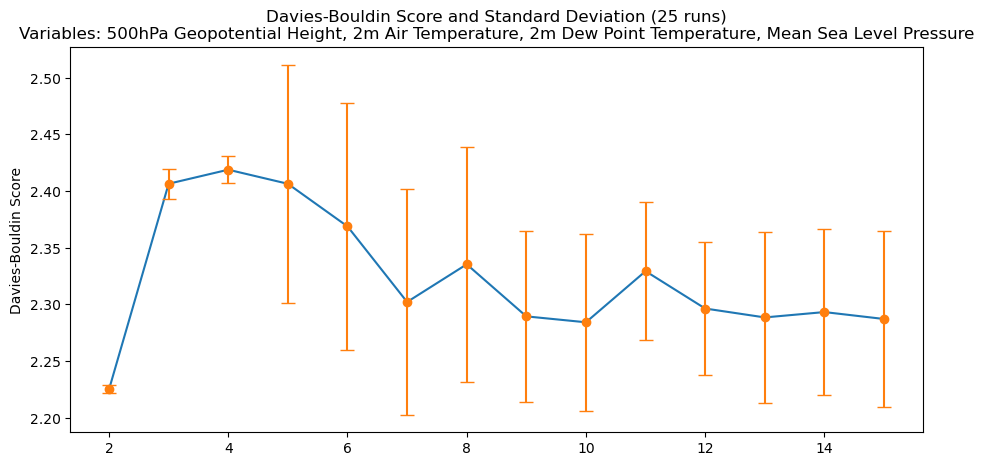 Davies-Bouldin Score and Standard Deviation (25 runs)
Variables: 500hPa Geopotential Height, 2m Air Temperature, 2m Dew Point Temperature, Mean Sea Level Pressure
Davies-Bouldin Score
2.50
2.45
2.40
2.35
2.30
2.25
2.20
2 4 6 8 10 12 14